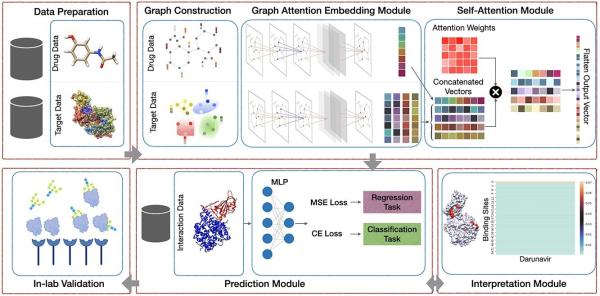 Data Preparation
Drug Data
Target Data
Graph Construction
Drug Data
Target Data
Graph Attention Embedding Module
Self-Attention Module
Attention Weights
Concatenated
Vectors
Flatten Output Vector
In-lab Validation
Interaction Data
MLP
MSE Loss
Regression
Task
CE Loss
Classification
Task
Prediction Module
Binding Sites
Darunavir
Interpretation Module